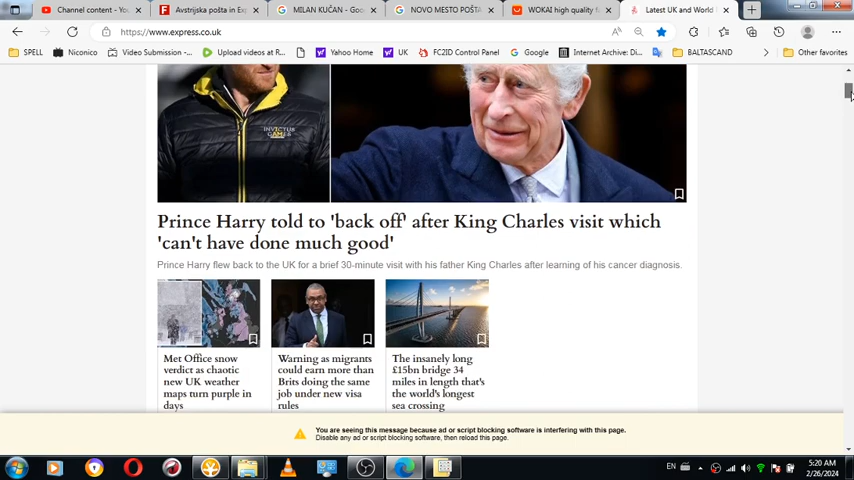 Channel content - Yo
Avstrijska pošta in Exp
MILAN KUČAN - Goo
NOVO MESTO POŠTA
WOKAI high quality f
Latest UK and World
https://www.express.co.uk
SPELL
Niconico
Video Submission -...
Upload videos at R...
Yahoo Home
UK
FC2ID Control Panel
Google
Internet Archive: Di...
BALTASCAND
Other favorites
INVICTUS
GAMES
Prince Harry told to 'back off' after King Charles visit which
'can't have done much good'
Prince Harry flew back to the UK for a brief 30-minute visit with his father King Charles after learning of his cancer diagnosis.
Met Office snow
verdict as chaotic
new UK weather
maps turn purple in
days
Warning as migrants
could earn more than
Brits doing the same
job under new visa
rules
The insanely long
£15bn bridge 34
miles in length that's
the world's longest
sea crossing
You are seeing this message because ad or script blocking software is interfering with this page.
Disable any ad or script blocking software, then reload this page.
EN
5:20 AM
2/26/2024